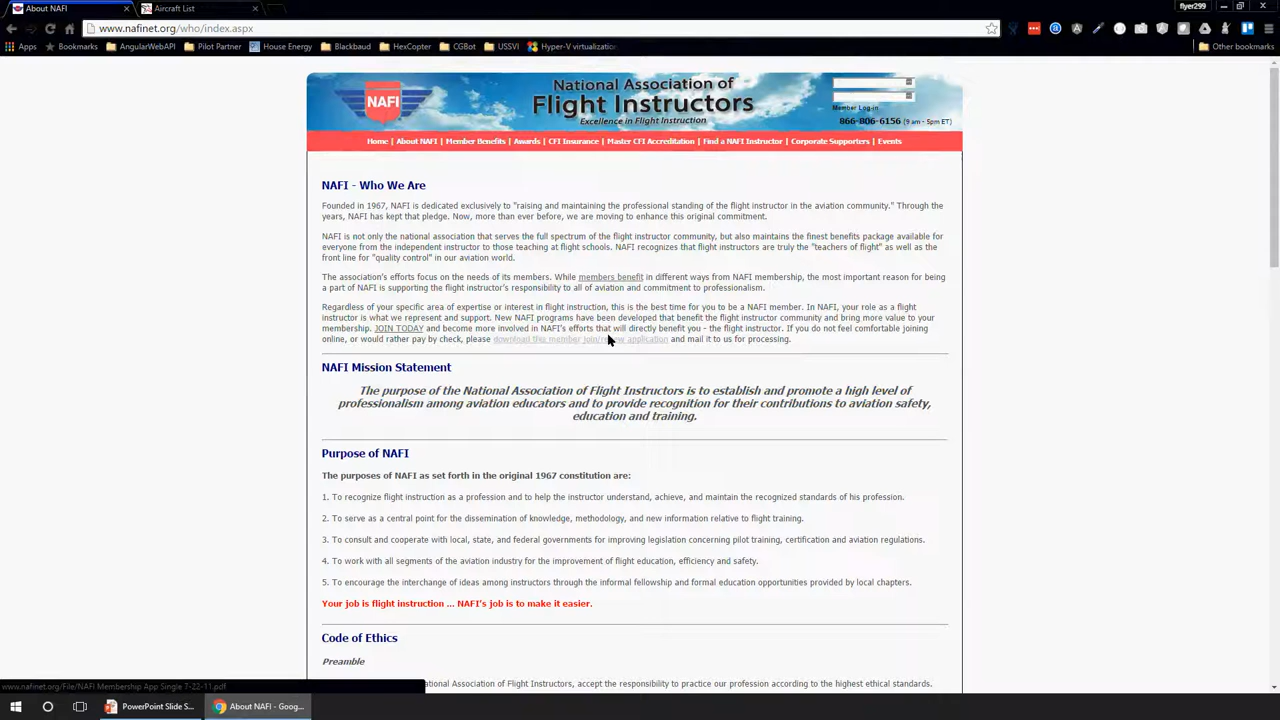 About NAFI
Aircraft List
flyer299
www.nafinet.org/who/index.aspx
Apps Bookmarks AngularWebAPI Pilot Partner House Energy Blackbaud HexCopter CGBot USSVI Hyper-V virtualization Other bookmarks
NAFI
National Association of
Flight Instructors
Excellence in Flight Instruction
Member Log-in
866-806-6156 (9 am - 5pm ET)
Home | About NAFI | Member Benefits | Awards | CFI Insurance | Master CFI Accreditation | Find a NAFI Instructor | Corporate Supporters | Events
NAFI - Who We Are
Founded in 1967, NAFI is dedicated exclusively to "raising and maintaining the professional standing of the flight instructor in the aviation community." Through the
years, NAFI has kept that pledge. Now, more than ever before, we are moving to enhance this original commitment.
NAFI is not only the national association that serves the full spectrum of the flight instructor community, but also maintains the finest benefits package available for
everyone from the independent instructor to those teaching at flight schools. NAFI recognizes that flight instructors are truly the "teachers of flight" as well as the
front line for "quality control" in our aviation world.
The association's efforts focus on the needs of its members. While members benefit in different ways from NAFI membership, the most important reason for being
a part of NAFI is supporting the flight instructor's responsibility to all of aviation and commitment to professionalism.
Regardless of your specific area of expertise or interest in flight instruction, this is the best time for you to be a NAFI member. In NAFI, your role as a flight
instructor is what we represent and support. New NAFI programs have been developed that benefit the flight instructor community and bring more value to your
membership. JOIN TODAY and become more involved in NAFI's efforts that will directly benefit you - the flight instructor. If you do not feel comfortable joining
online, or would rather pay by check, please download the member join/renew application and mail it to us for processing.
NAFI Mission Statement
The purpose of the National Association of Flight Instructors is to establish and promote a high level of
professionalism among aviation educators and to provide recognition for their contributions to aviation safety,
education and training.
Purpose of NAFI
The purposes of NAFI as set forth in the original 1967 constitution are:
1. To recognize flight instruction as a profession and to help the instructor understand, achieve, and maintain the recognized standards of his profession.
2. To serve as a central point for the dissemination of knowledge, methodology, and new information relative to flight training.
3. To consult and cooperate with local, state, and federal governments for improving legislation concerning pilot training, certification and aviation regulations.
4. To work with all segments of the aviation industry for the improvement of flight education, efficiency and safety.
5. To encourage the interchange of ideas among instructors through the informal fellowship and formal education opportunities provided by local chapters.
Your job is flight instruction ... NAFI's job is to make it easier.
Code of Ethics
Preamble
ational Association of Flight Instructors, accept the responsibility to practice our profession according to the highest ethical standards.
www.nafinet.org/File/NAFI Membership App Single 7-22-11.pdf
PowerPoint Slide S...
About NAFI - Goog...